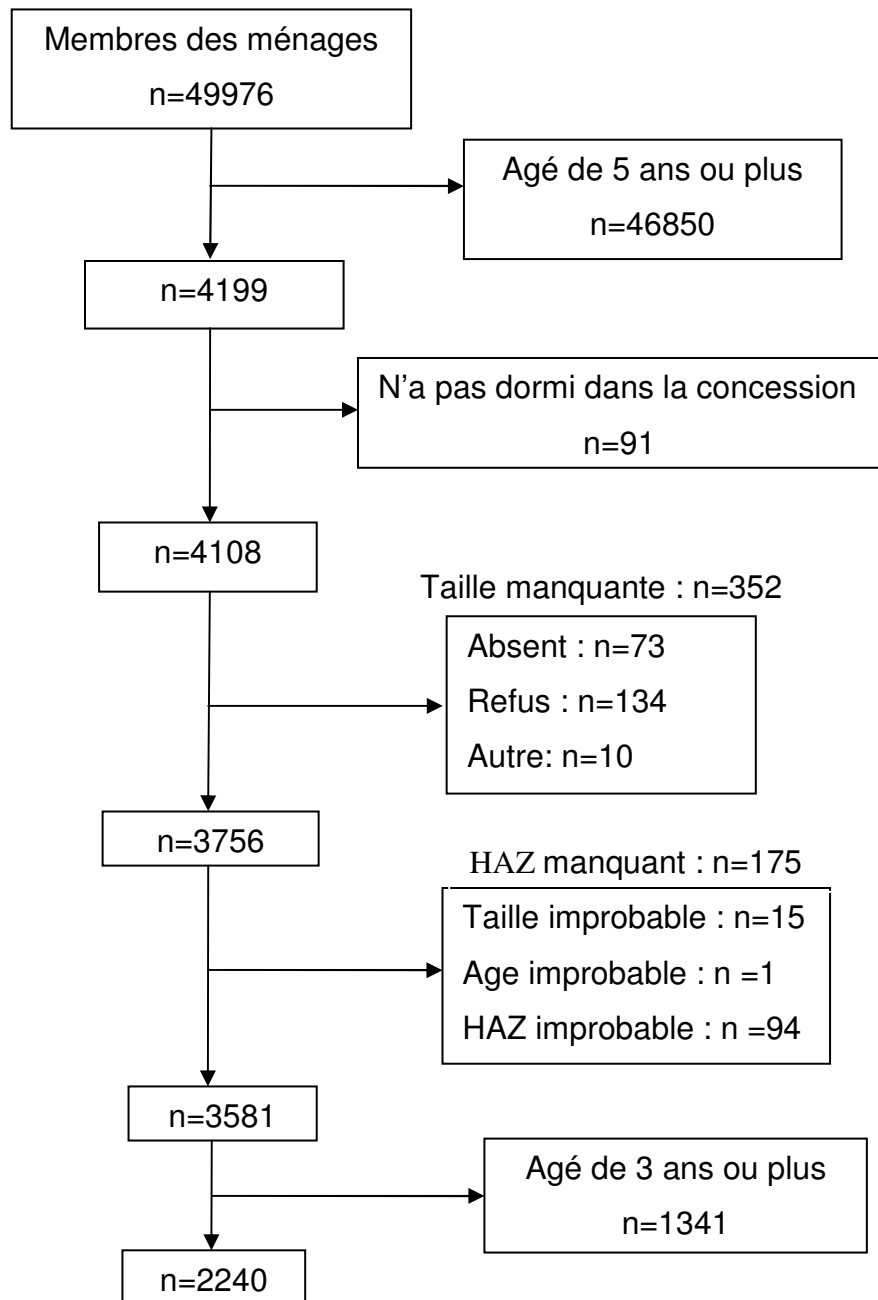 Membres des ménages
n=49976
Agé de 5 ans ou plus
n=46850
n=4199
N'a pas dormi dans la concession
n=91
n=4108
Taille manquante : n=352
Absent : n=73
Refus : n=134
Autre: n=10
n=3756
HAZ manquant : n=175
Taille improbable : n=15
Age improbable : n =1
HAZ improbable : n =94
n=3581
Agé de 3 ans ou plus
n=1341
n=2240